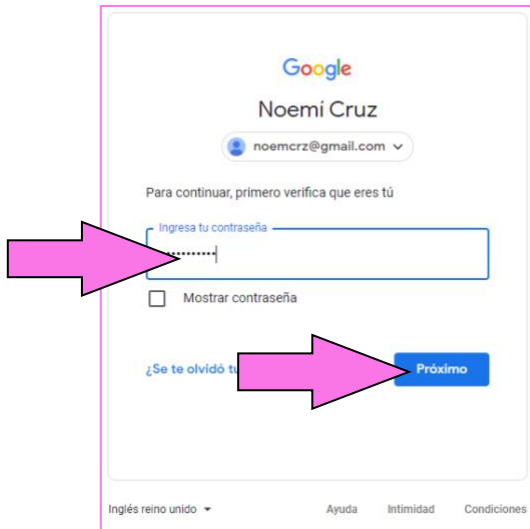 Google
Noemí Cruz
noemcrz@gmail.com
Para continuar, primero verifica que eres tú
Ingresa tu contraseña
Mostrar contraseña
¿Se te olvidó
Próximo
Inglés reino unido
Ayuda
Intimidad
Condiciones